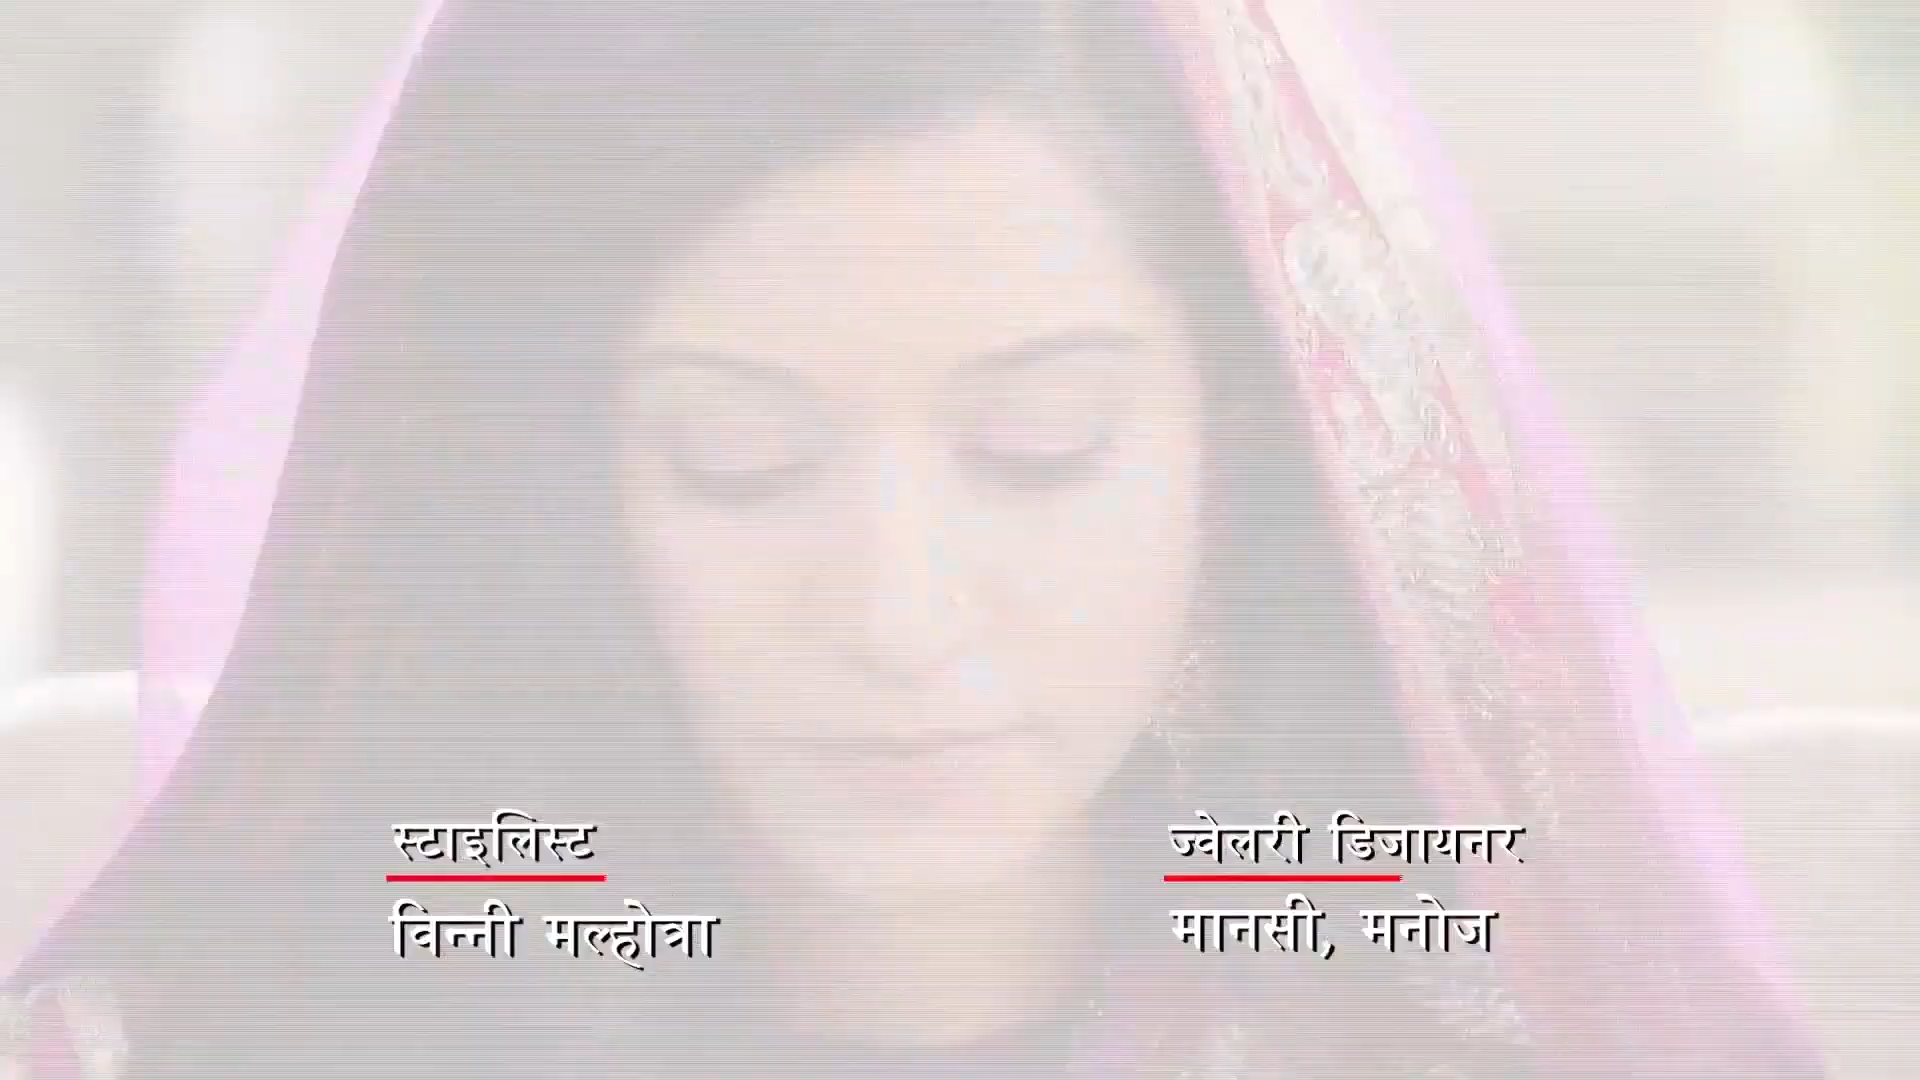 स्टाइलिस्ट
विन्नी मल्होत्रा
ज्वेलरी डिजायनर
मानसी, मनोज